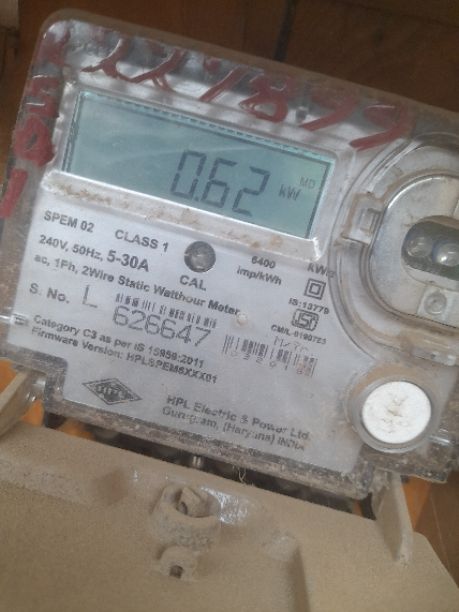 0.62 kW MD
SPEM 02 CLASS 1 6400
240V, 50Hz, 5-30A CAL imp/kWh
ac, 1Ph, 2Wire Static Watthour Meter
IS:13779
S. No. L 626647
Category C3 as per IS 15959:2011
Firmware Version: HPLSPEM6XXX01
HPL
HPL Electric & Power Ltd
Gurugram, (Haryana) INDIA